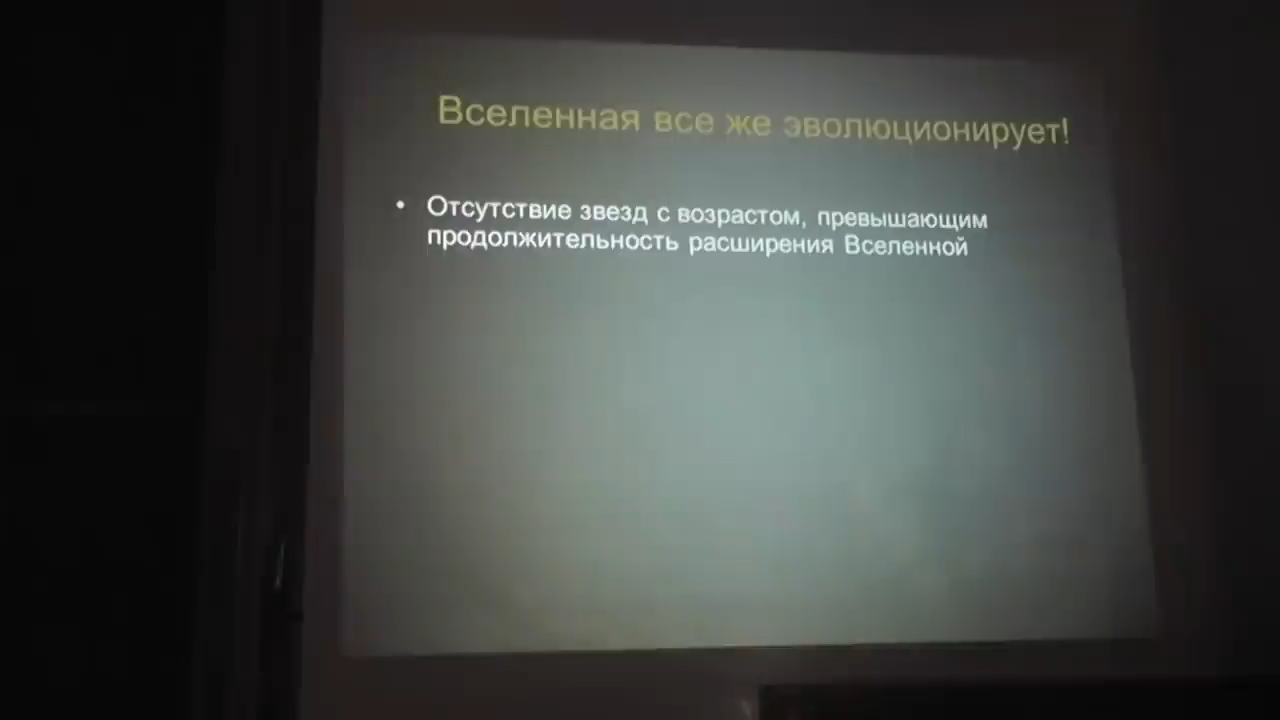 Вселенная все же эволюционирует!
• Отсутствие звезд с возрастом, превышающим
продолжительность расширения Вселенной